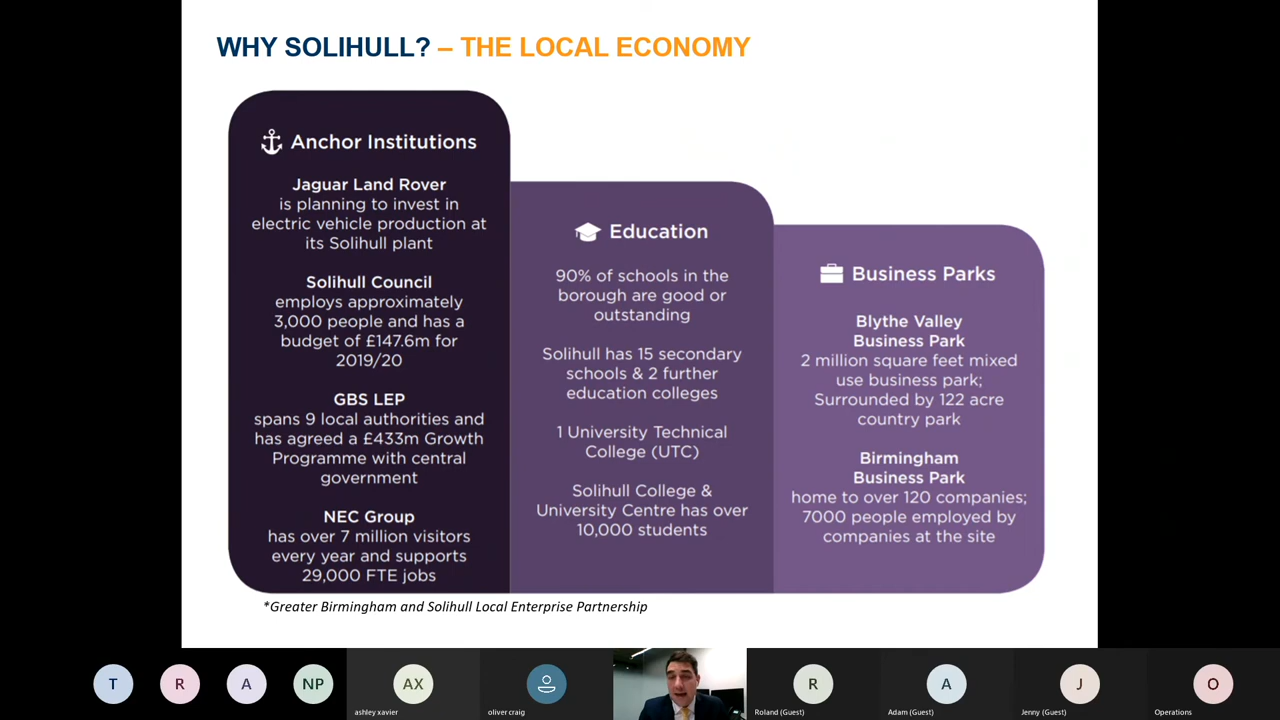 WHY SOLIHULL? – THE LOCAL ECONOMY
Anchor Institutions
Jaguar Land Rover
is planning to invest in
electric vehicle production at
its Solihull plant
Solihull Council
employs approximately
3,000 people and has a
budget of £147.6m for
2019/20
GBS LEP
spans 9 local authorities and
has agreed a £433m Growth
Programme with central
government
NEC Group
has over 7 million visitors
every year and supports
29,000 FTE jobs
Education
90% of schools in the
borough are good or
outstanding
Solihull has 15 secondary
schools & 2 further
education colleges
1 University Technical
College (UTC)
Solihull College &
University Centre has over
10,000 students
Business Parks
Blythe Valley
Business Park
2 million square feet mixed
use business park;
Surrounded by 122 acre
country park
Birmingham
Business Park
home to over 120 companies;
7000 people employed by
companies at the site
*Greater Birmingham and Solihull Local Enterprise Partnership
T
R
A
NP
AX
ashley xavier
oliver craig
R
Roland (Guest)
A
Adam (Guest)
J
Jenny (Guest)
O
Operations